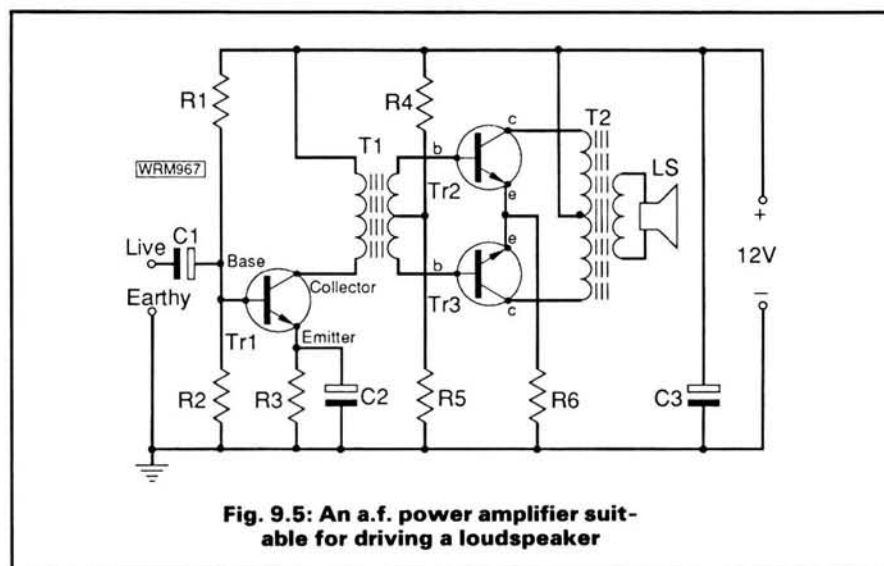 R1
R4
T1
T2
c
b
Tr2
LS
WRM967
e
+
Live
C1
Base
e
12V
Earthy
Collector
b
–
Tr3
c
Tr1
Emitter
R2
R3
C2
R5
R6
C3
Fig. 9.5: An a.f. power amplifier suit-
able for driving a loudspeaker